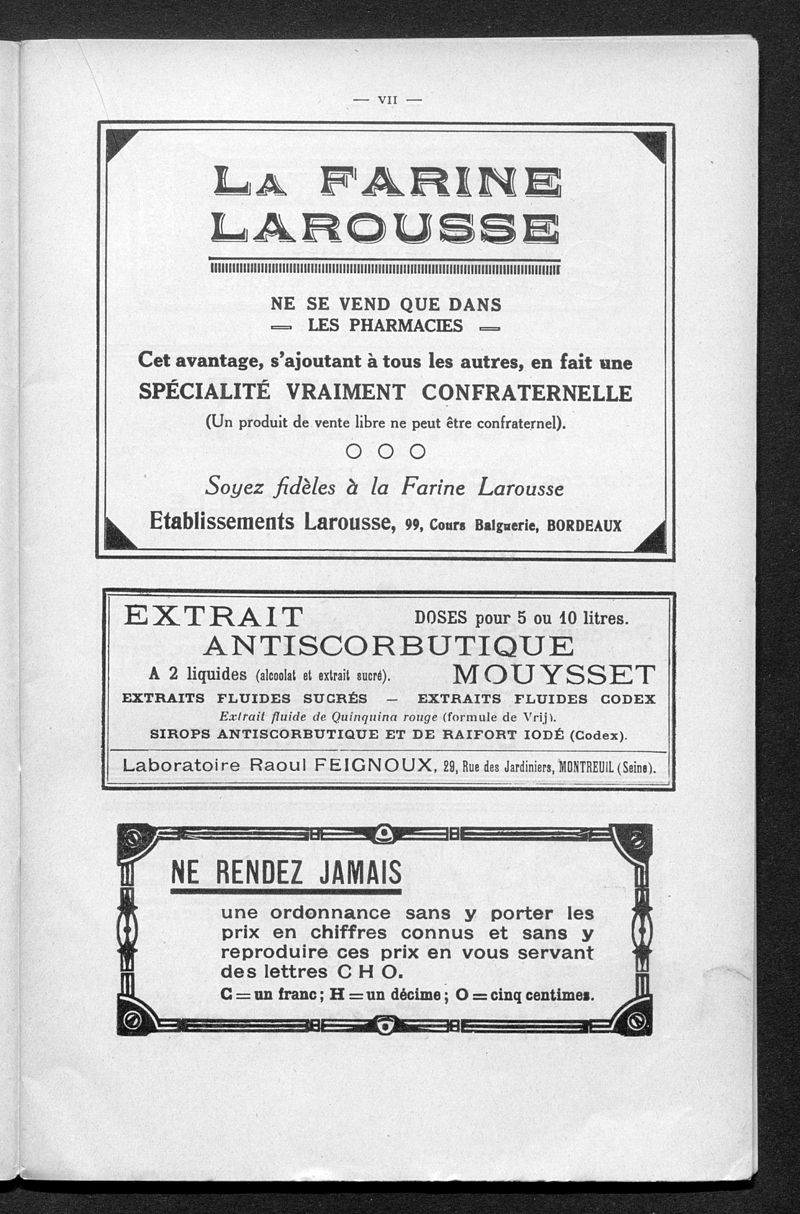 — VII —
LA FARINE
LAROUSSE
NE SE VEND QUE DANS
LES PHARMACIES
Cet avantage, s'ajoutant à tous les autres, en fait une
SPÉCIALITÉ VRAIMENT CONFRATERNELLE
(Un produit de vente libre ne peut être confraternel).
Soyez fidèles à la Farine Larousse
Etablissements Larousse, 99, Cours Balguerie, BORDEAUX
EXTRAIT DOSES pour 5 ou 10 litres.
ANTISCORBUTIQUE
A 2 liquides (alcoolat et extrait sucré). MOUYSSET
EXTRAITS FLUIDES SUCRÉS — EXTRAITS FLUIDES CODEX
Extrait fluide de Quinquina rouge (formule de Vrij).
SIROPS ANTISCORBUTIQUE ET DE RAIFORT IODÉ (Codex).
Laboratoire Raoul FEIGNOUX, 29, Rue des Jardiniers, MONTREUIL (Seine).
NE RENDEZ JAMAIS
une ordonnance sans y porter les
prix en chiffres connus et sans y
reproduire ces prix en vous servant
des lettres C H O.
C = un franc; H = un décime; O = cinq centimes.